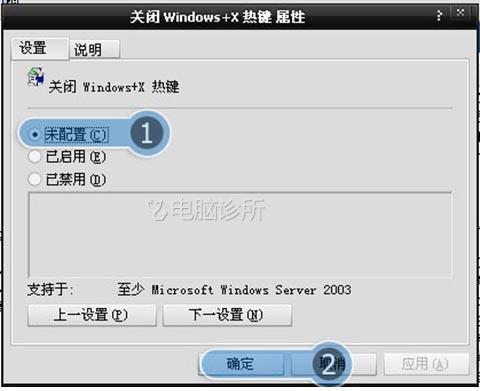 关闭 Windows+X 热键 属性
设置 说明
关闭 Windows+X 热键
未配置(C) 1
已启用(E)
已禁用(D)
电脑诊所
支持于: 至少 Microsoft Windows Server 2003
上一设置(P) 下一设置(N)
确定 2 取消 应用(A)